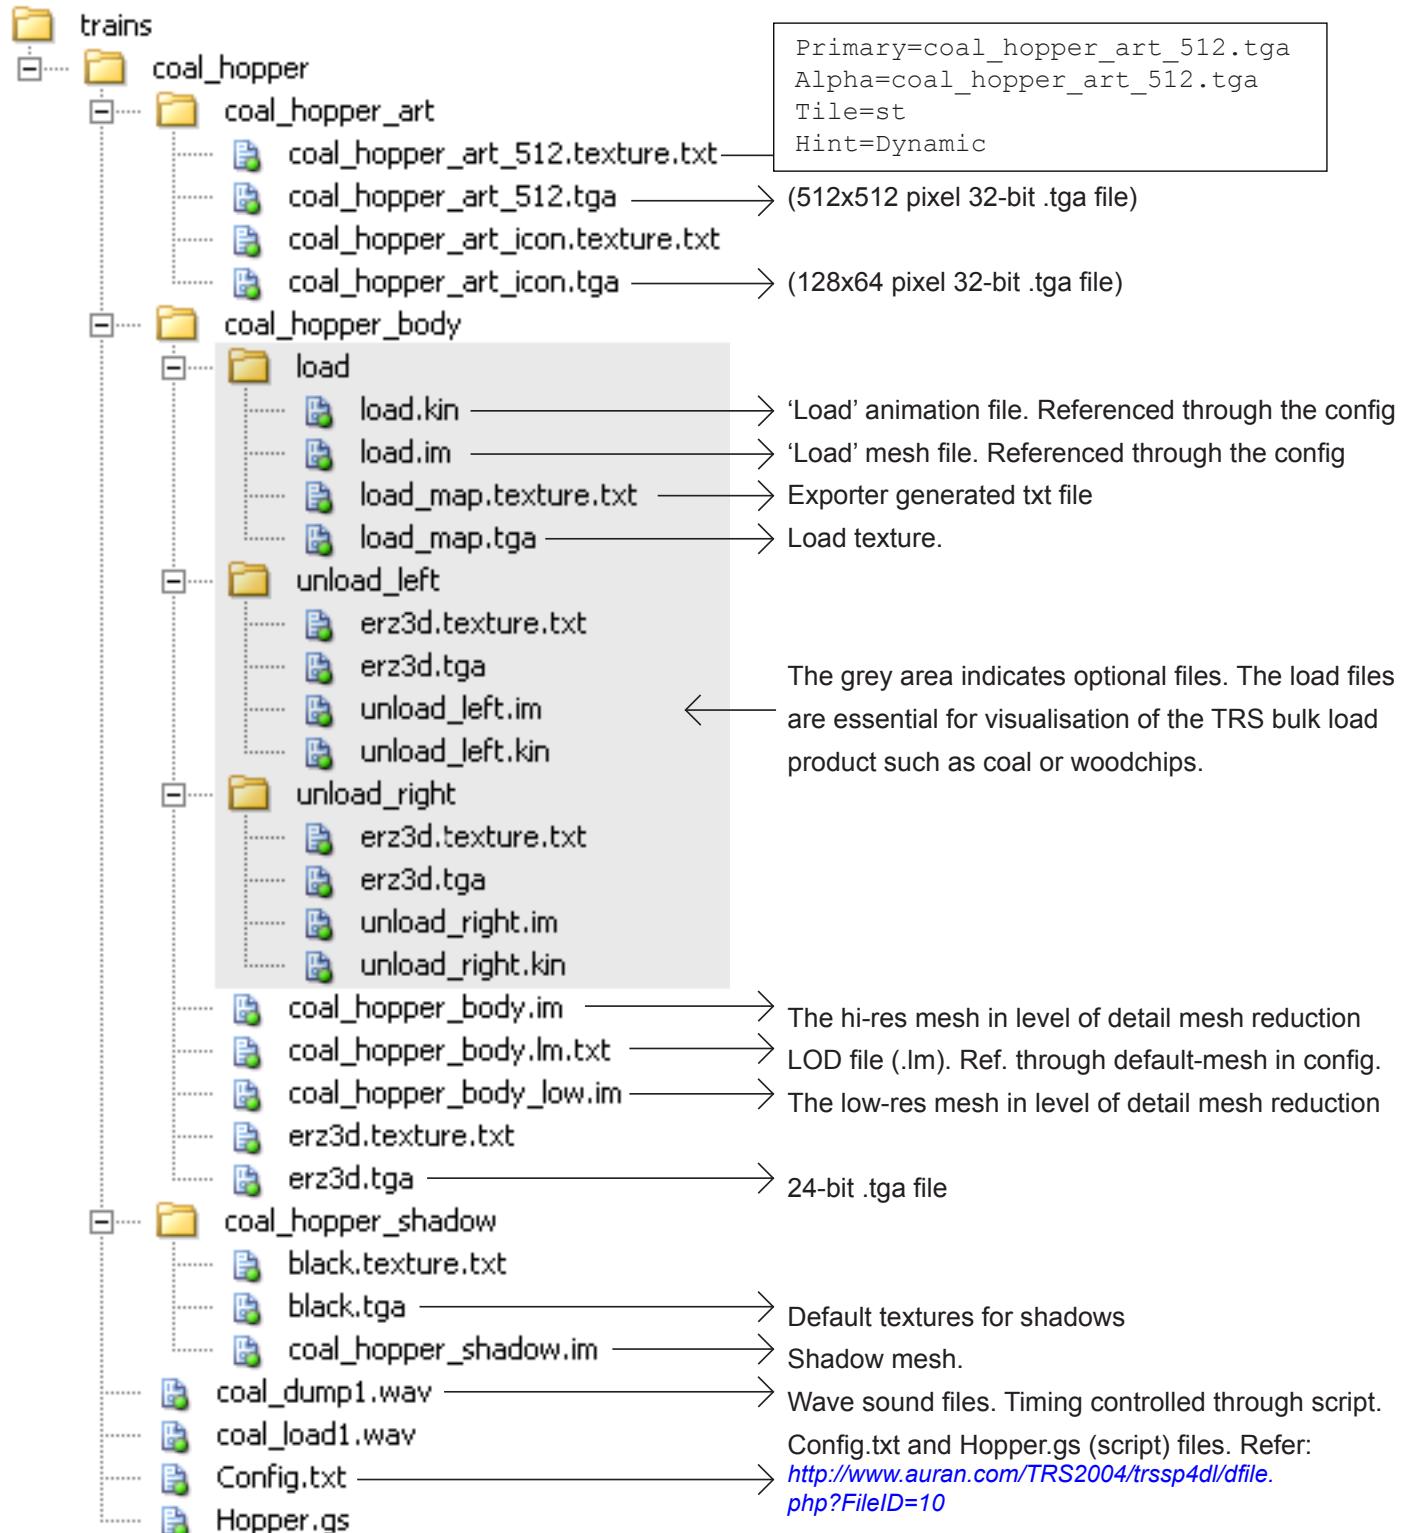 trains
coal_hopper
coal_hopper_art
Primary=coal_hopper_art_512.tga
Alpha=coal_hopper_art_512.tga
Tile=st
Hint=Dynamic
coal_hopper_art_512.texture.txt
coal_hopper_art_512.tga
(512x512 pixel 32-bit .tga file)
coal_hopper_art_icon.texture.txt
coal_hopper_art_icon.tga
(128x64 pixel 32-bit .tga file)
coal_hopper_body
load
load.kin
‘Load’ animation file. Referenced through the config
load.im
‘Load’ mesh file. Referenced through the config
load_map.texture.txt
Exporter generated txt file
load_map.tga
Load texture.
unload_left
erz3d.texture.txt
erz3d.tga
unload_left.im
unload_left.kin
The grey area indicates optional files. The load files
are essential for visualisation of the TRS bulk load
product such as coal or woodchips.
unload_right
erz3d.texture.txt
erz3d.tga
unload_right.im
unload_right.kin
coal_hopper_body.im
The hi-res mesh in level of detail mesh reduction
coal_hopper_body.lm.txt
LOD file (.lm). Ref. through default-mesh in config.
coal_hopper_body_low.im
The low-res mesh in level of detail mesh reduction
erz3d.texture.txt
erz3d.tga
24-bit .tga file
coal_hopper_shadow
black.texture.txt
black.tga
Default textures for shadows
coal_hopper_shadow.im
Shadow mesh.
coal_dump1.wav
Wave sound files. Timing controlled through script.
coal_load1.wav
Config.txt
Config.txt and Hopper.gs (script) files. Refer:
http://www.auran.com/TRS2004/trssp4dl/dfile.
php?FileID=10
Hopper.gs